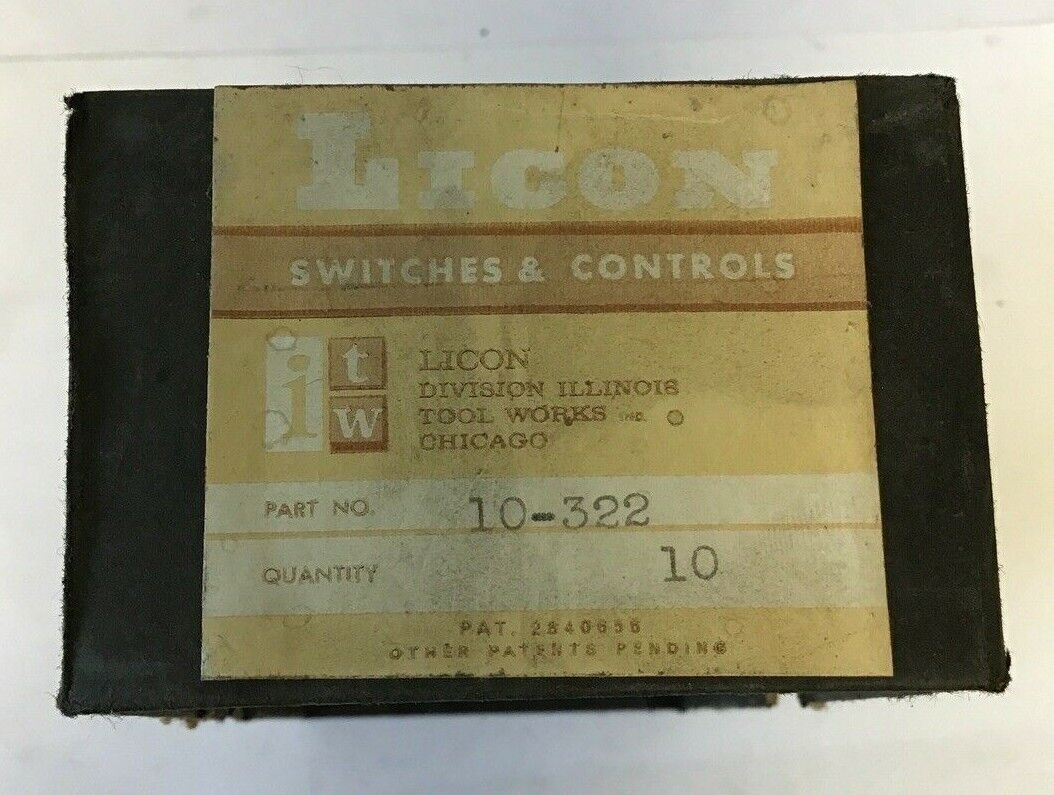 LICON
SWITCHES & CONTROLS
itw
LICON
DIVISION ILLINOIS
TOOL WORKS INC.
CHICAGO
PART NO. 10-322
QUANTITY 10
PAT. 2840656
OTHER PATENTS PENDING